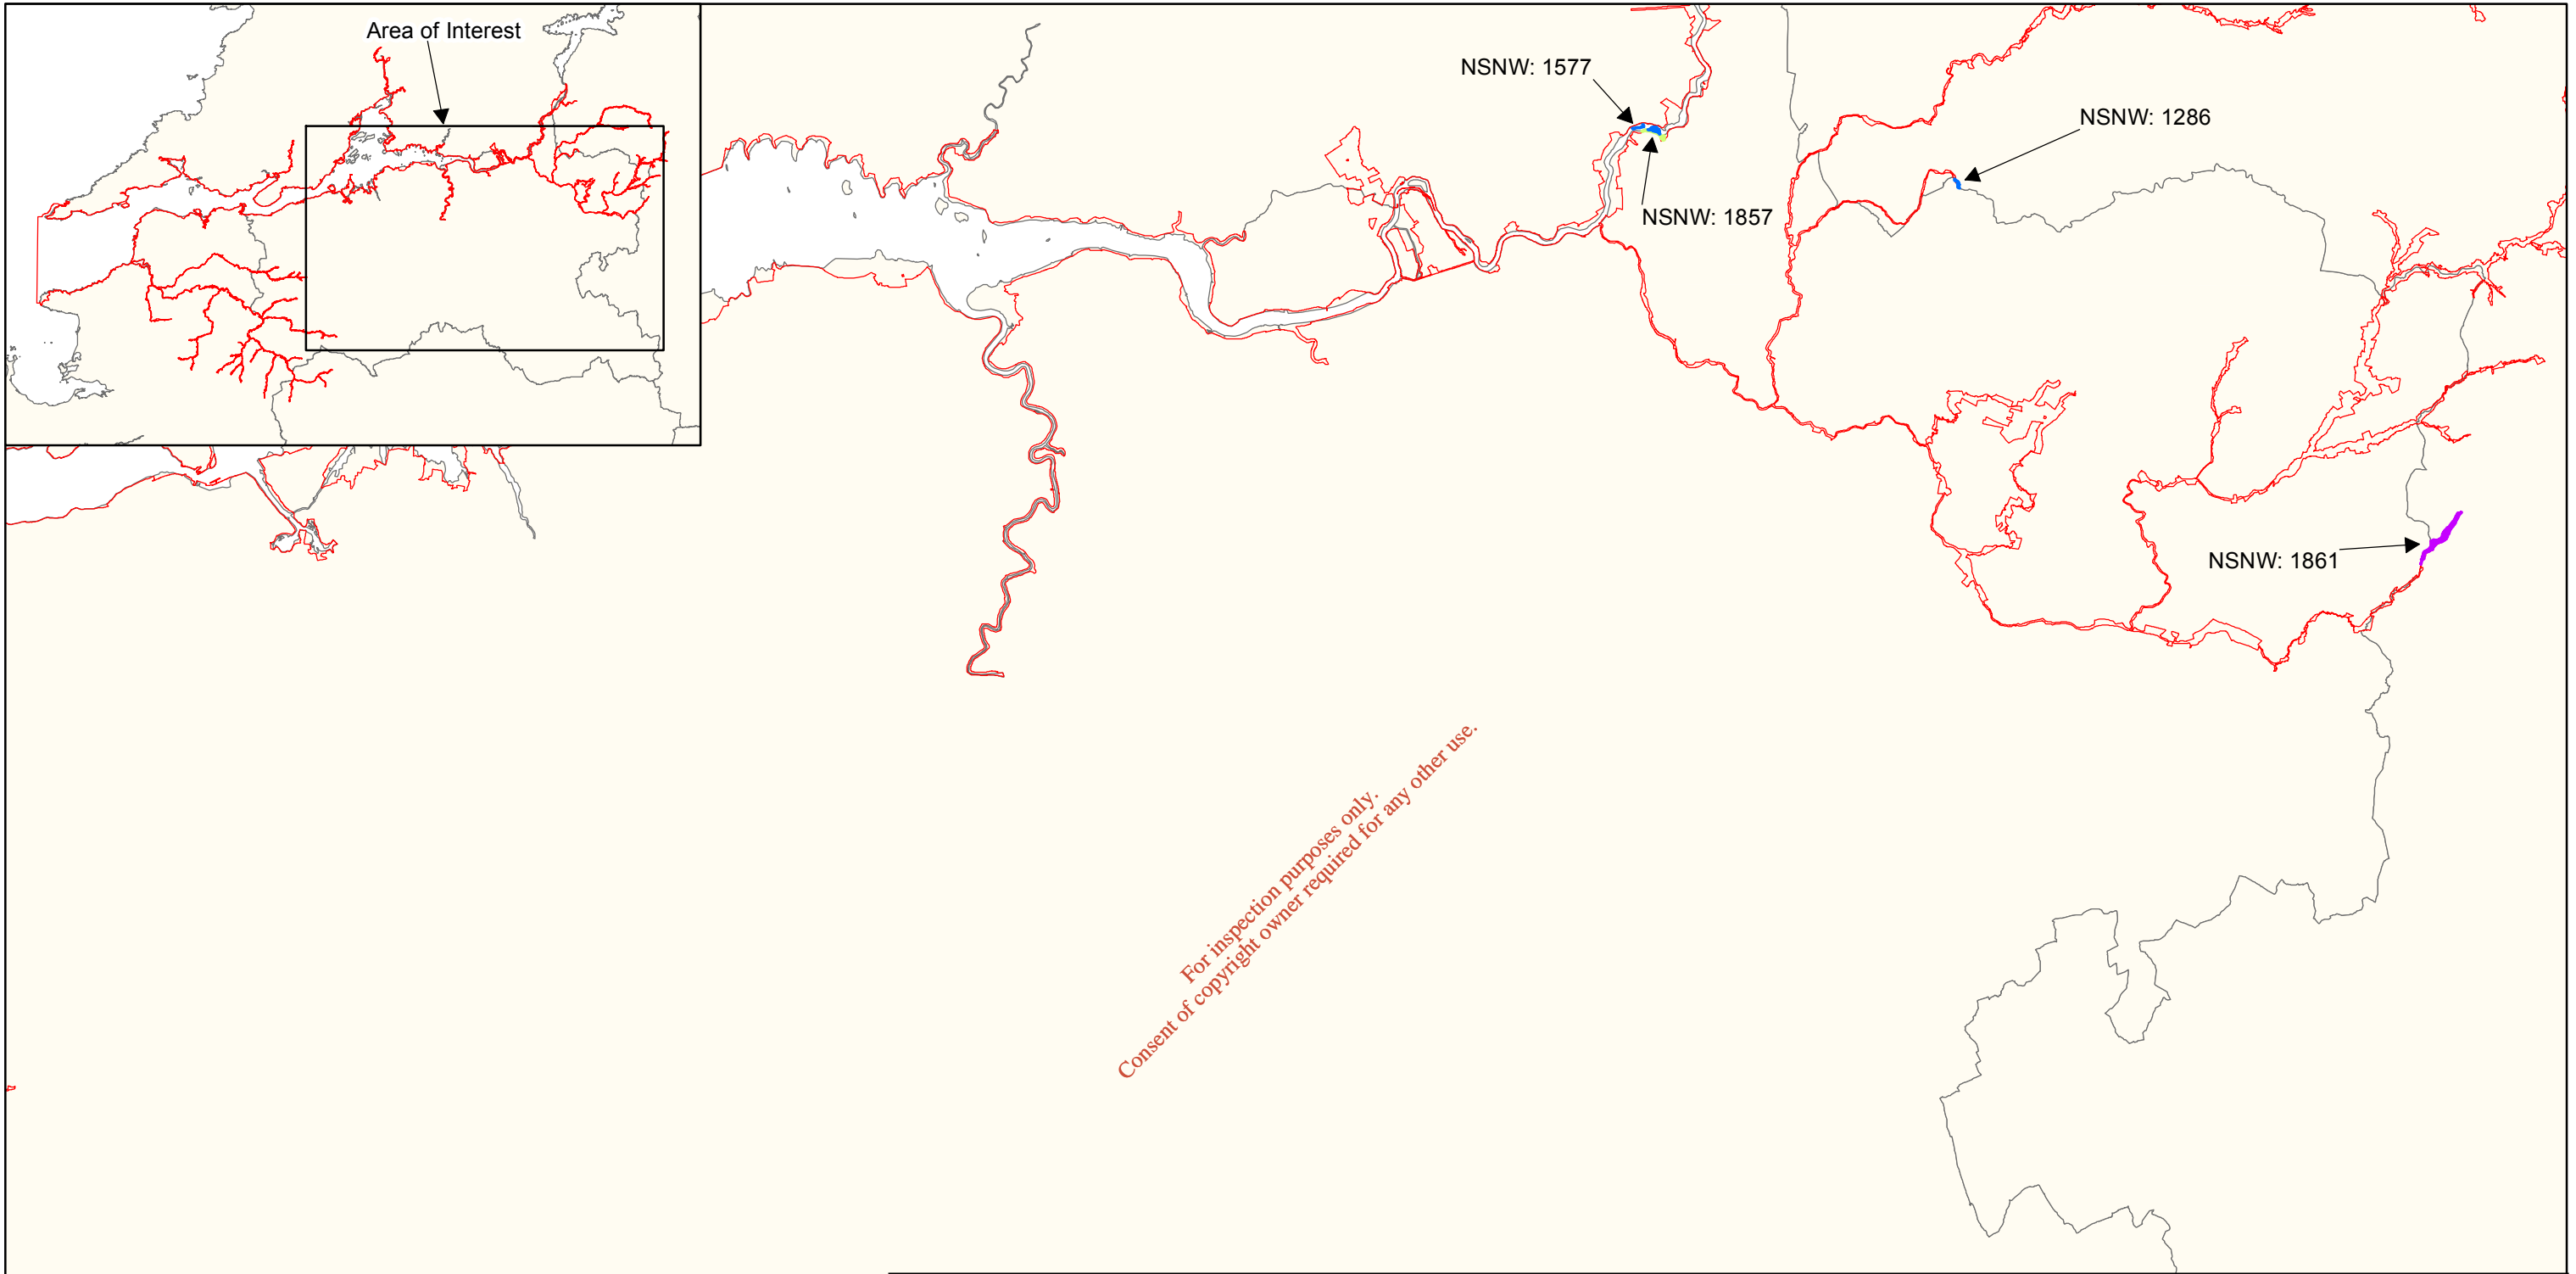 Area of Interest
NSNW: 1577
NSNW: 1286
NSNW: 1857
NSNW: 1861
For inspection purposes only.
Consent of copyright owner required for any other use.